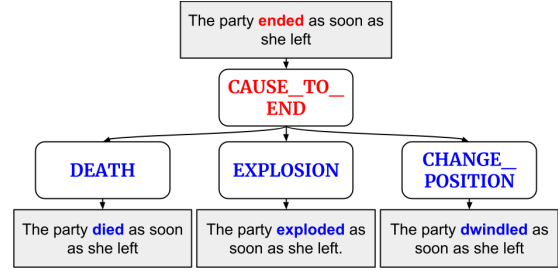 The party ended as soon as
she left
CAUSE_TO_
END
DEATH
EXPLOSION
CHANGE_
POSITION
The party died as soon
as she left
The party exploded as
soon as she left.
The party dwindled as
soon as she left